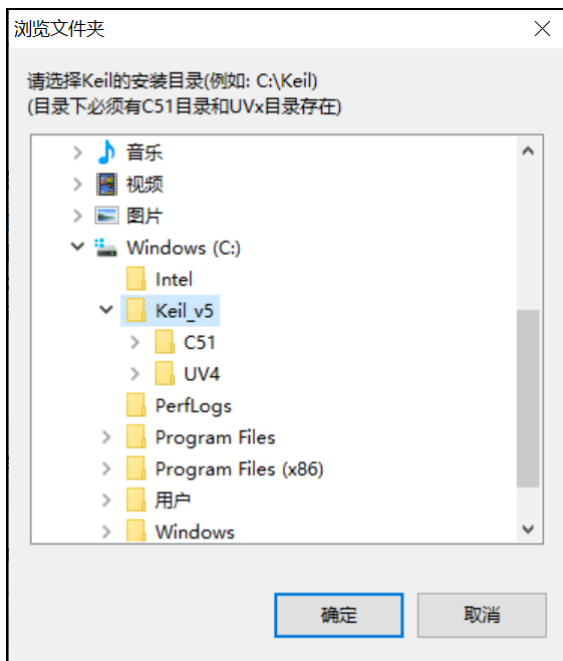 浏览文件夹
请选择Keil的安装目录(例如: C:\Keil)
(目录下必须有C51目录和UVx目录存在)
音乐
视频
图片
Windows (C:)
Intel
Keil_v5
C51
UV4
PerfLogs
Program Files
Program Files (x86)
用户
Windows
确定 取消